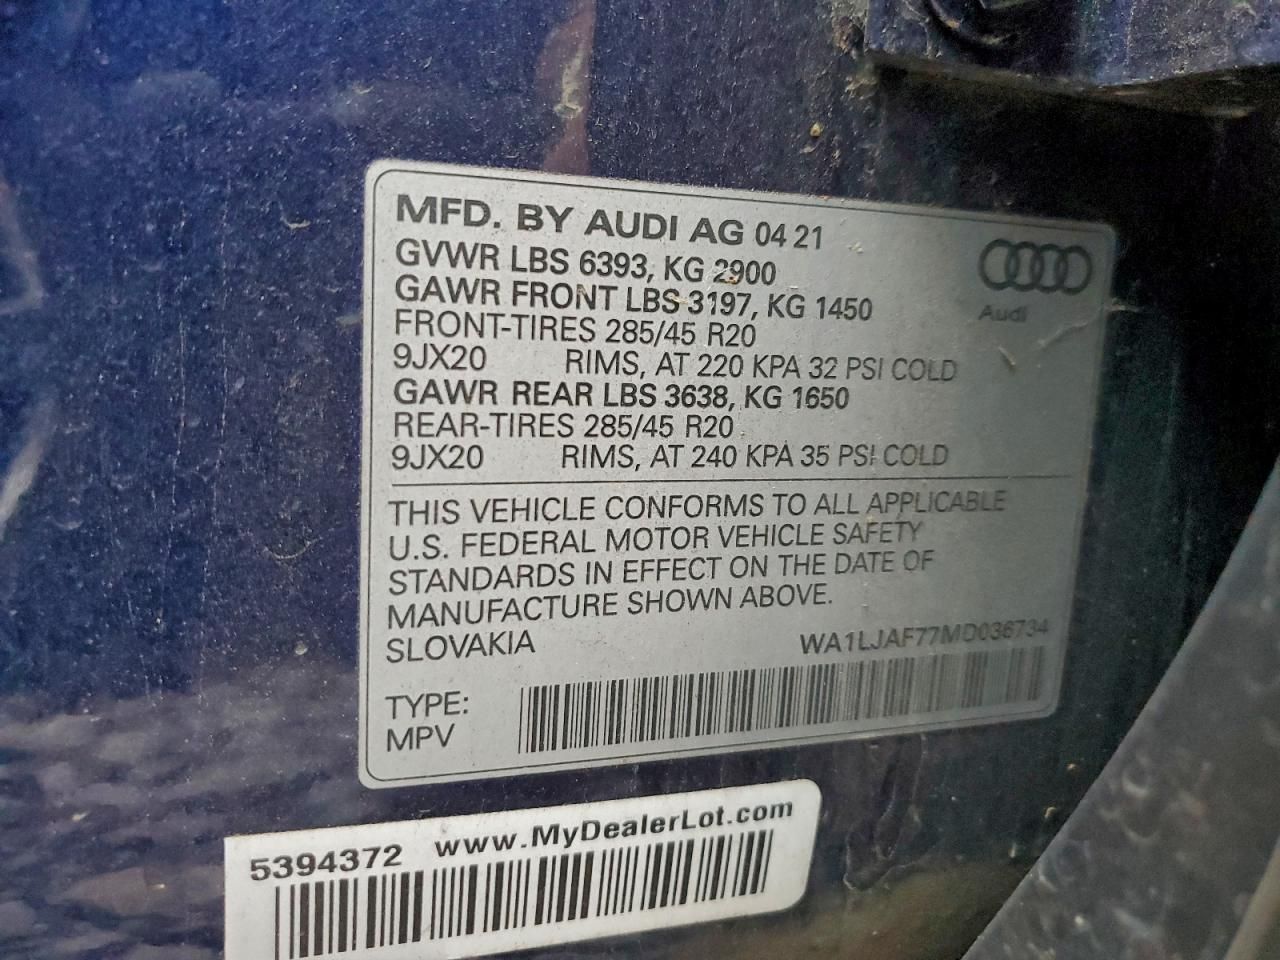 MFD. BY AUDI AG 04 21
GVWR LBS 6393, KG 2900
GAWR FRONT LBS 3197, KG 1450
FRONT-TIRES 285/45 R20
9JX20 RIMS, AT 220 KPA 32 PSI COLD
GAWR REAR LBS 3638, KG 1650
REAR-TIRES 285/45 R20
9JX20 RIMS, AT 240 KPA 35 PSI COLD
Audi
THIS VEHICLE CONFORMS TO ALL APPLICABLE
U.S. FEDERAL MOTOR VEHICLE SAFETY
STANDARDS IN EFFECT ON THE DATE OF
MANUFACTURE SHOWN ABOVE.
SLOVAKIA WA1LJAF77MD036734
TYPE:
MPV
5394372 www.MyDealerLot.com